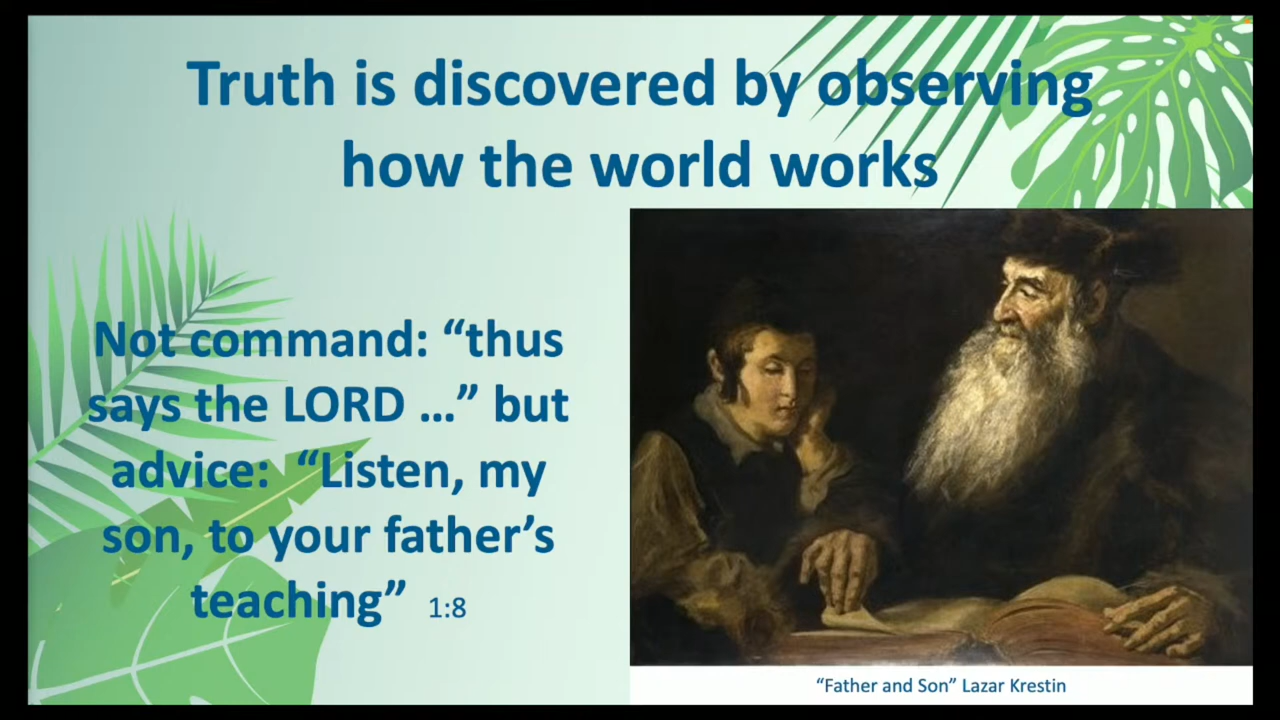 Truth is discovered by observing
how the world works
Not command: “thus
says the LORD …” but
advice:  “Listen, my
son, to your father’s
teaching” 1:8
“Father and Son” Lazar Krestin